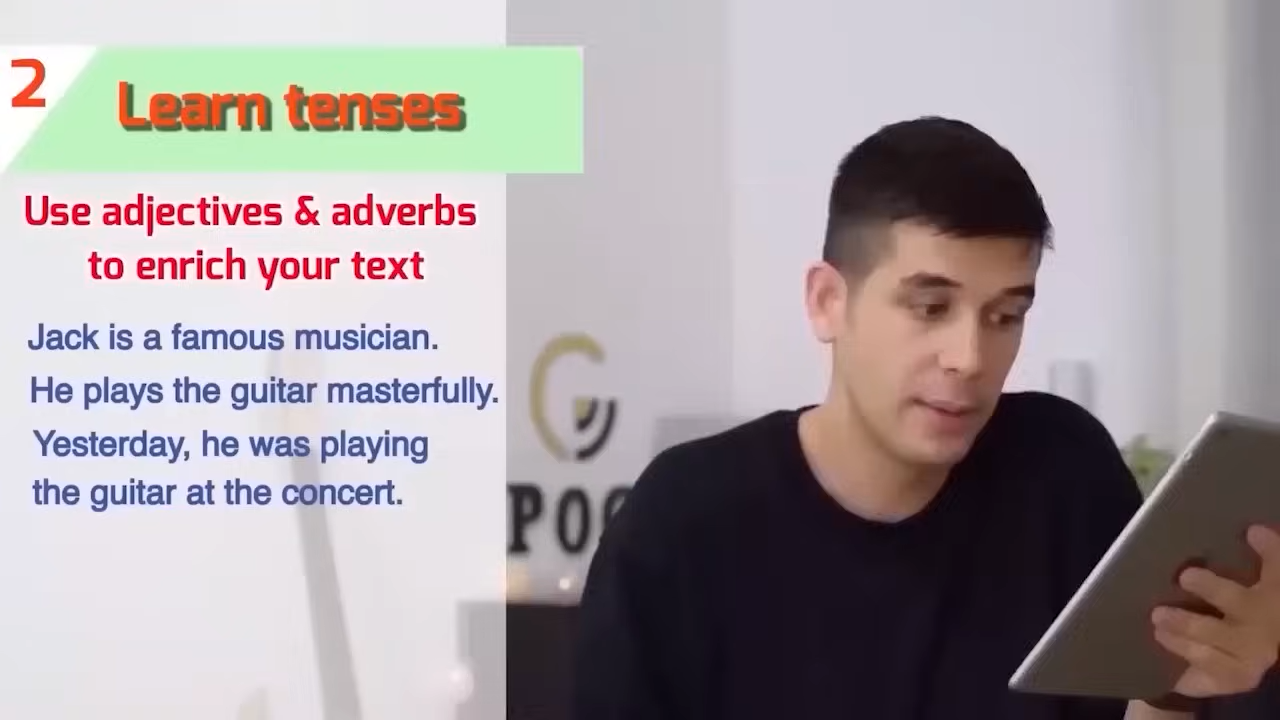 2
Learn tenses
Use adjectives & adverbs
to enrich your text
Jack is a famous musician.
He plays the guitar masterfully.
Yesterday, he was playing
the guitar at the concert.